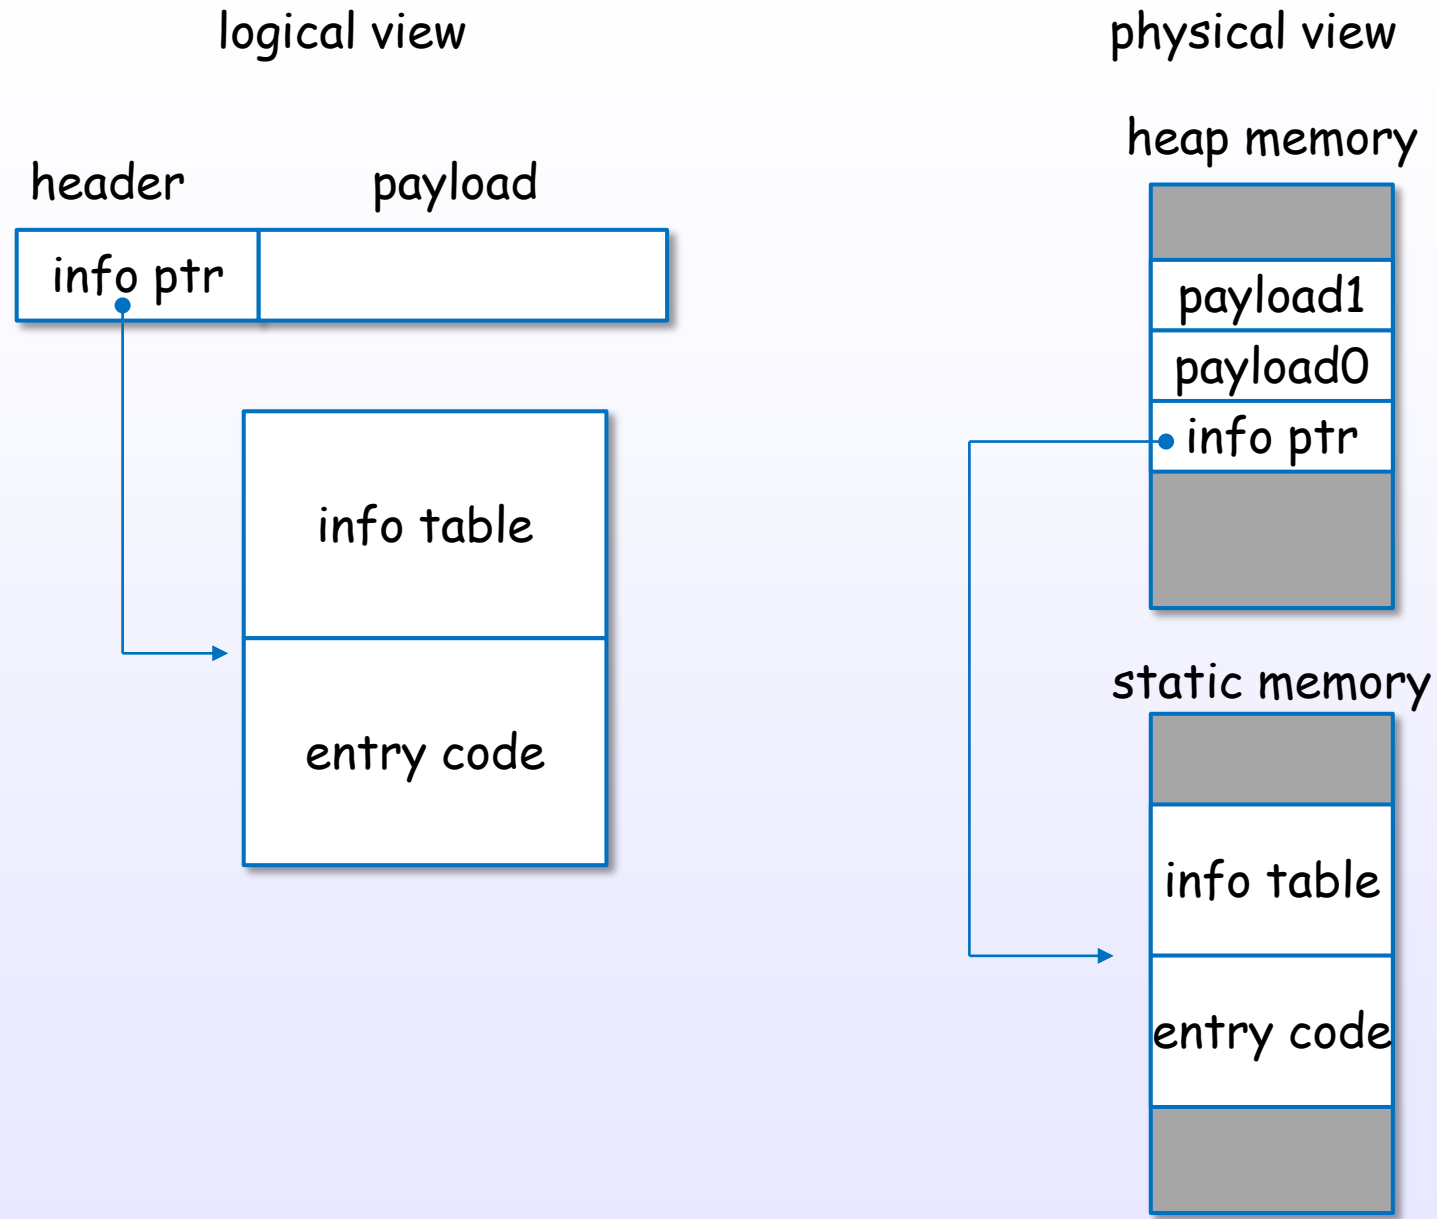 logical view
header
payload
info ptr
info table
entry code
physical view
heap memory
payload1
payload0
info ptr
static memory
info table
entry code